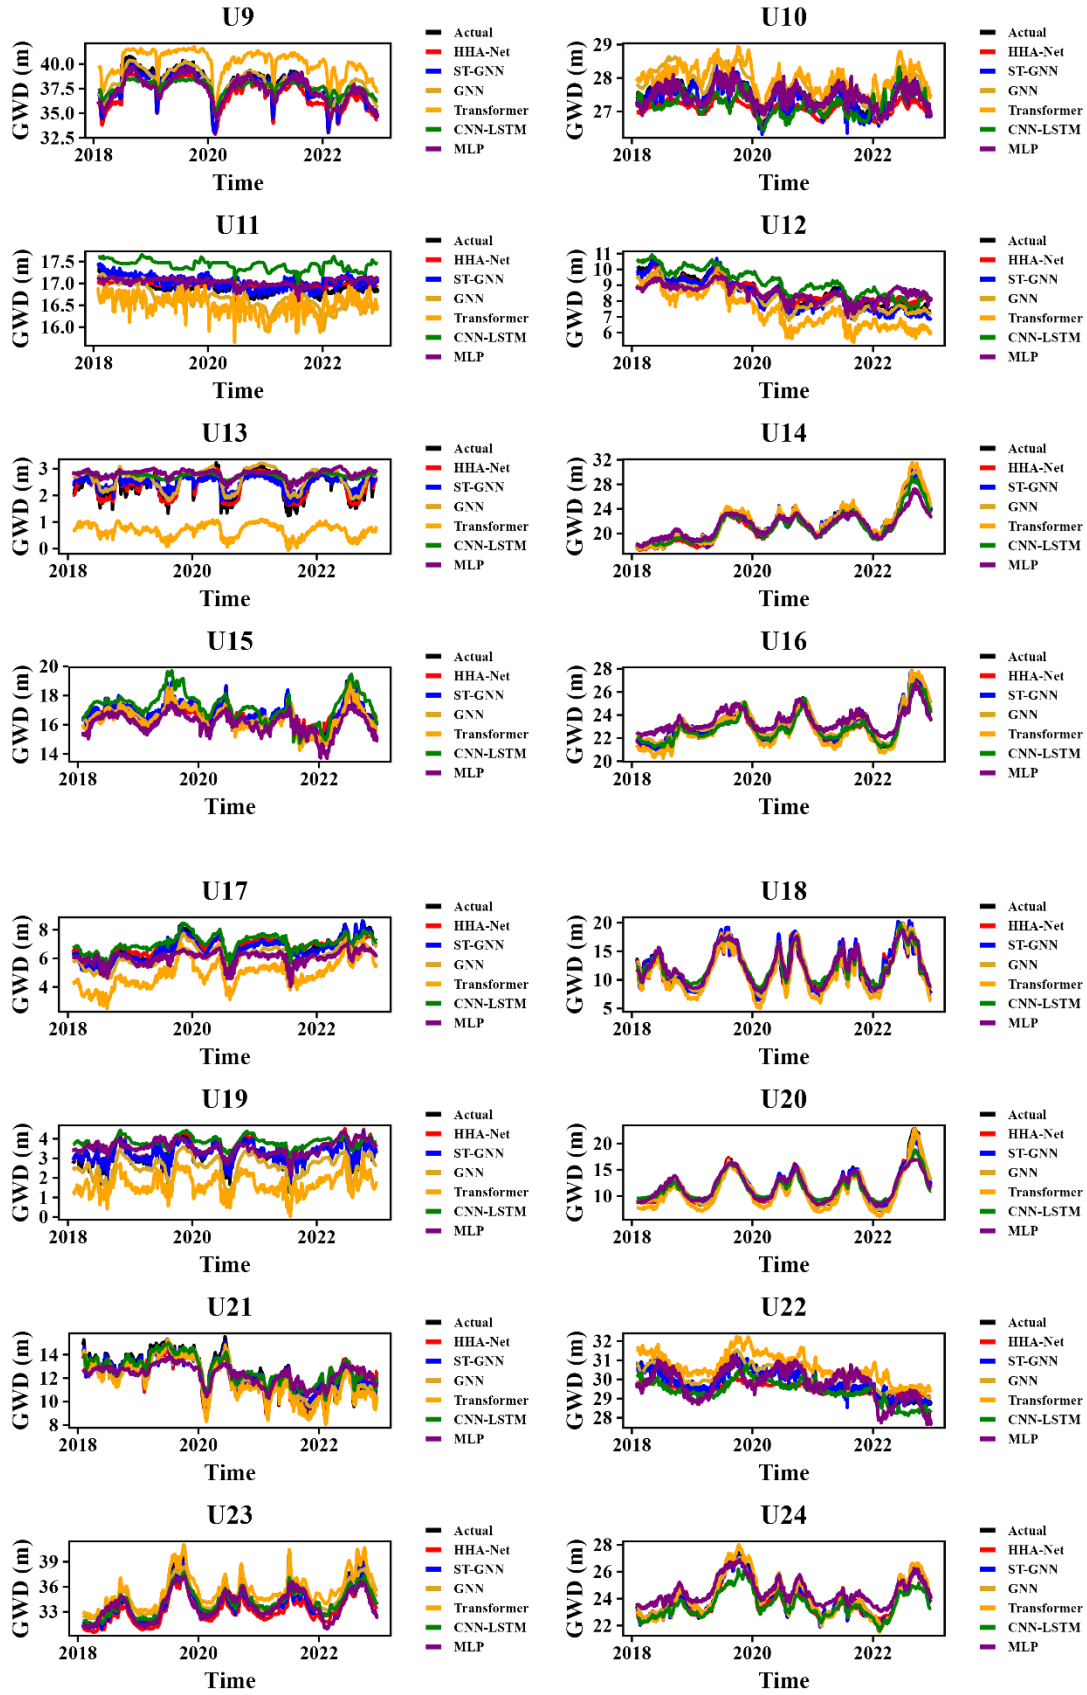 U9
GWD (m)
40.0
37.5
35.0
32.5
2018 2020 2022
Time
Actual
HHA-Net
ST-GNN
GNN
Transformer
CNN-LSTM
MLP
U10
GWD (m)
29
28
27
2018 2020 2022
Time
Actual
HHA-Net
ST-GNN
GNN
Transformer
CNN-LSTM
MLP
U11
GWD (m)
17.5
17.0
16.5
16.0
2018 2020 2022
Time
Actual
HHA-Net
ST-GNN
GNN
Transformer
CNN-LSTM
MLP
U12
GWD (m)
11
10
9
8
7
6
2018 2020 2022
Time
Actual
HHA-Net
ST-GNN
GNN
Transformer
CNN-LSTM
MLP
U13
GWD (m)
3
2
1
0
2018 2020 2022
Time
Actual
HHA-Net
ST-GNN
GNN
Transformer
CNN-LSTM
MLP
U14
GWD (m)
32
28
24
20
2018 2020 2022
Time
Actual
HHA-Net
ST-GNN
GNN
Transformer
CNN-LSTM
MLP
U15
GWD (m)
20
18
16
14
2018 2020 2022
Time
Actual
HHA-Net
ST-GNN
GNN
Transformer
CNN-LSTM
MLP
U16
GWD (m)
28
26
24
22
20
2018 2020 2022
Time
Actual
HHA-Net
ST-GNN
GNN
Transformer
CNN-LSTM
MLP
U17
GWD (m)
8
6
4
2018 2020 2022
Time
Actual
HHA-Net
ST-GNN
GNN
Transformer
CNN-LSTM
MLP
U18
GWD (m)
20
15
10
5
2018 2020 2022
Time
Actual
HHA-Net
ST-GNN
GNN
Transformer
CNN-LSTM
MLP
U19
GWD (m)
4
3
2
1
0
2018 2020 2022
Time
Actual
HHA-Net
ST-GNN
GNN
Transformer
CNN-LSTM
MLP
U20
GWD (m)
20
15
10
2018 2020 2022
Time
Actual
HHA-Net
ST-GNN
GNN
Transformer
CNN-LSTM
MLP
U21
GWD (m)
14
12
10
8
2018 2020 2022
Time
Actual
HHA-Net
ST-GNN
GNN
Transformer
CNN-LSTM
MLP
U22
GWD (m)
32
31
30
29
28
2018 2020 2022
Time
Actual
HHA-Net
ST-GNN
GNN
Transformer
CNN-LSTM
MLP
U23
GWD (m)
39
36
33
2018 2020 2022
Time
Actual
HHA-Net
ST-GNN
GNN
Transformer
CNN-LSTM
MLP
U24
GWD (m)
28
26
24
22
2018 2020 2022
Time
Actual
HHA-Net
ST-GNN
GNN
Transformer
CNN-LSTM
MLP